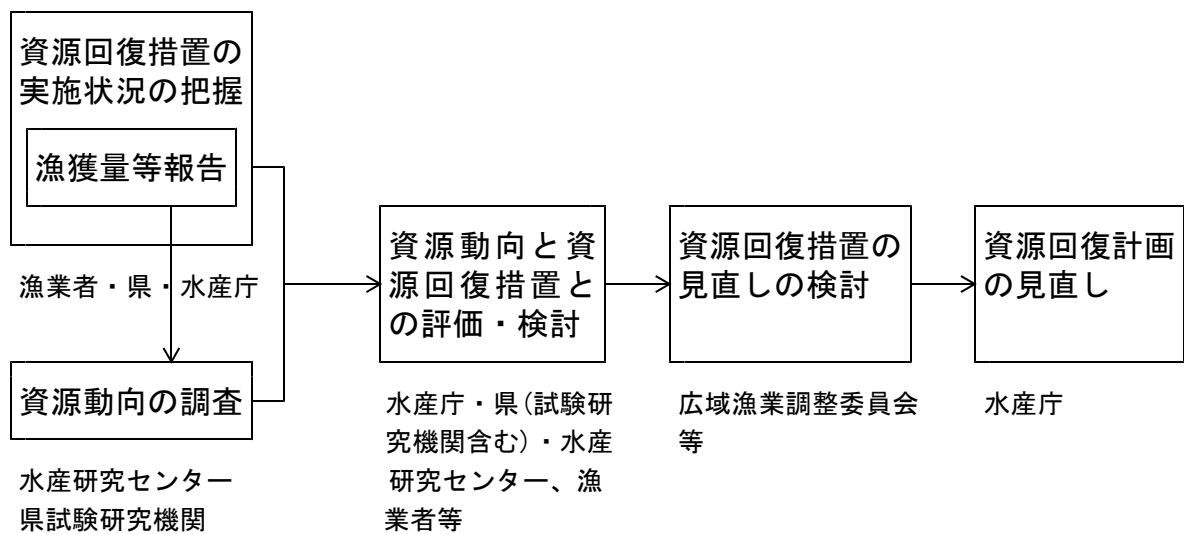 資源回復措置の
実施状況の把握
漁獲量等報告
漁業者・県・水産庁
資源動向の調査
水産研究センター
県試験研究機関
資源動向と資
源回復措置と
の評価・検討
水産庁・県(試験研
究機関含む)・水産
研究センター、漁
業者等
資源回復措置の
見直しの検討
広域漁業調整委員会
等
資源回復計画
の見直し
水産庁